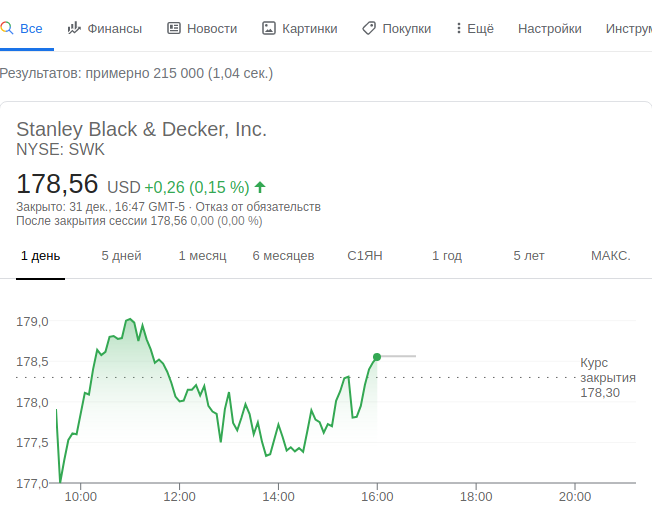 Все Финансы Новости Картинки Покупки Ещё Настройки Инструм
Результатов: примерно 215 000 (1,04 сек.)
Stanley Black & Decker, Inc.
NYSE: SWK
178,56 USD +0,26 (0,15 %)
Закрыто: 31 дек., 16:47 GMT-5 · Отказ от обязательств
После закрытия сессии 178,56 0,00 (0,00 %)
1 день 5 дней 1 месяц 6 месяцев С1ЯН 1 год 5 лет МАКС.
179,0
178,5
Курс
закрытия
178,30
178,0
177,5
177,0
10:00 12:00 14:00 16:00 18:00 20:00